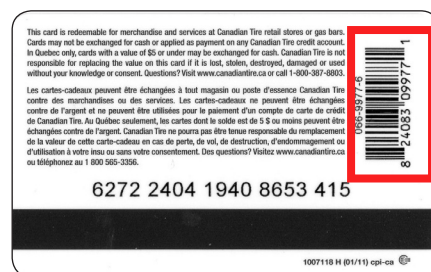 This card is redeemable for merchandise and services at Canadian Tire retail stores or gas bars.
Cards may not be exchanged for cash or applied as payment on any Canadian Tire credit account.
In Quebec only, cards with a value of $5 or under may be exchanged for cash. Canadian Tire is not
responsible for replacing the value on this card if it is lost, stolen, destroyed, damaged or used
without your knowledge or consent. Questions? Visit www.canadiantire.ca or call 1-800-387-8803.
Les cartes-cadeaux peuvent être échangées à tout magasin ou poste d'essence Canadian Tire
contre des marchandises ou des services. Les cartes-cadeaux ne peuvent être échangées
contre de l'argent et ne peuvent être utilisées pour le paiement d'un compte de carte de crédit
de Canadian Tire. Au Québec seulement, les cartes dont le solde est de 5 $ ou moins peuvent être
échangées contre de l'argent. Canadian Tire ne pourra pas être tenue responsable du remplacement
de la valeur de cette carte-cadeau en cas de perte, de vol, de destruction, d'endommagement ou
d'utilisation à votre insu ou sans votre consentement. Des questions? Visitez www.canadiantire.ca
ou téléphonez au 1 800 565-3356.
066-9977-6
8 24083 09977 1
6272 2404 1940 8653 415
1007118 H (01/11) cpi-ca